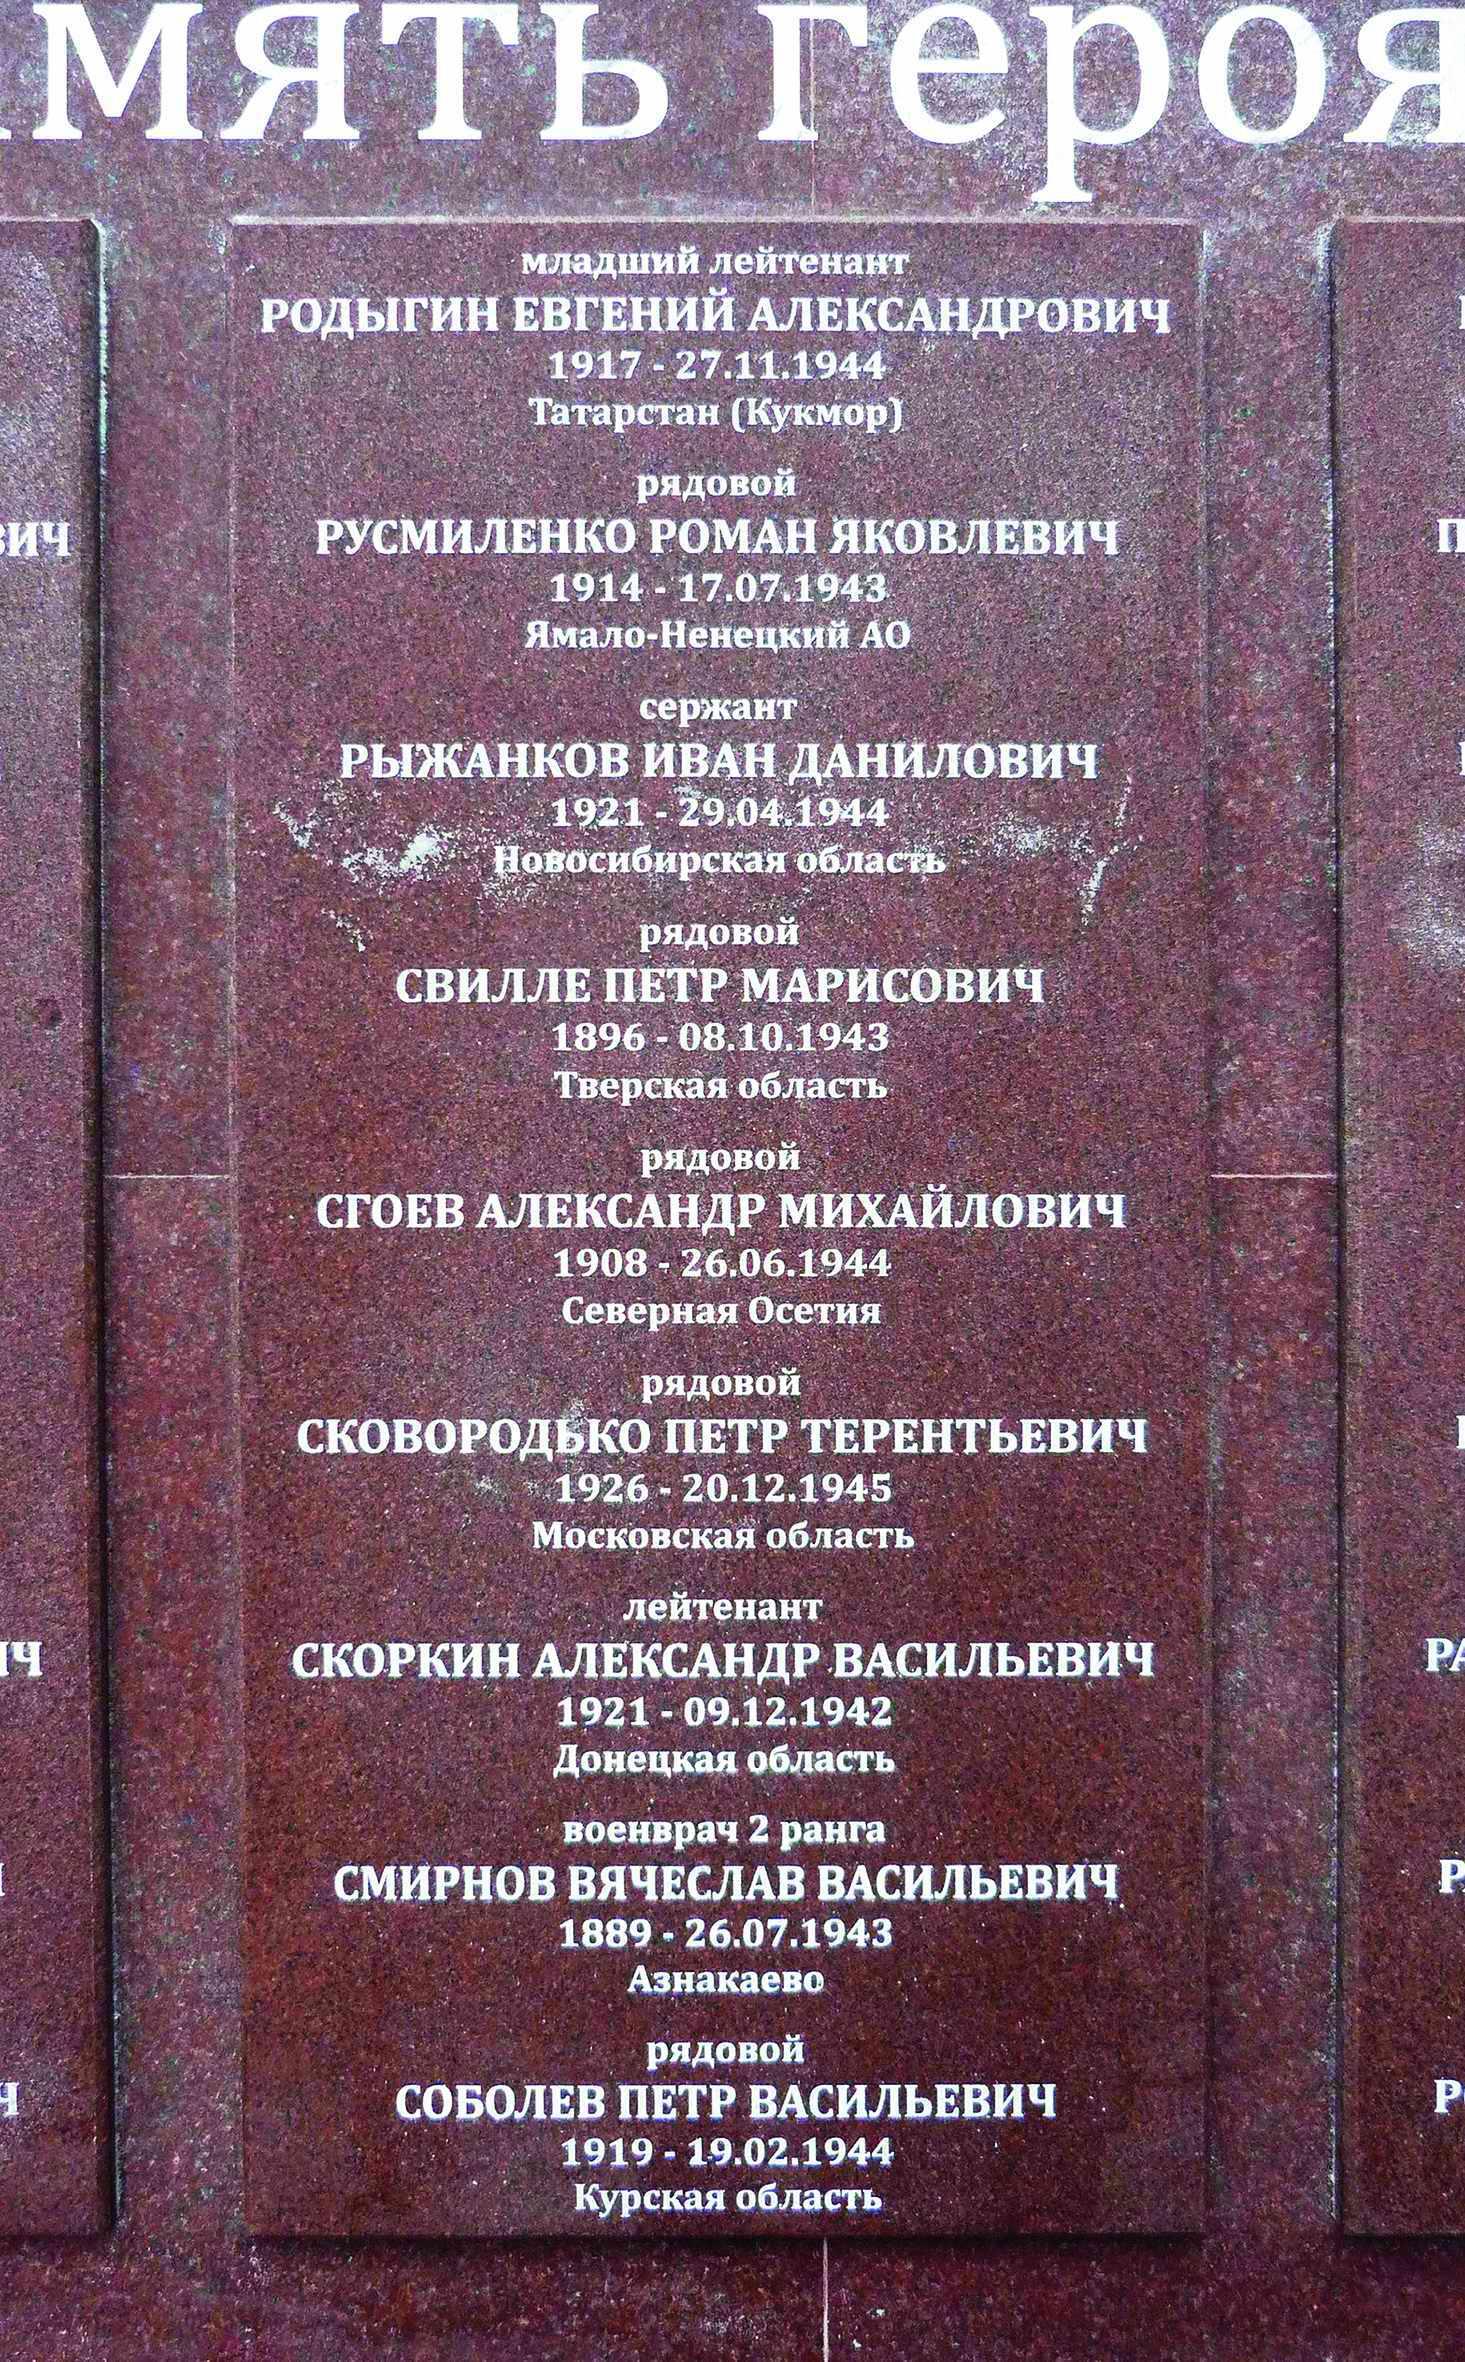 мять героя
младший лейтенант
РОДЫГИН ЕВГЕНИЙ АЛЕКСАНДРОВИЧ
1917 - 27.11.1944
Татарстан (Кукмор)
рядовой
РУСМИЛЕНКО РОМАН ЯКОВЛЕВИЧ
1914 - 17.07.1943
Ямало-Ненецкий АО
сержант
РЫЖАНКОВ ИВАН ДАНИЛОВИЧ
1921 - 29.04.1944
Новосибирская область
рядовой
СВИЛЛЕ ПЕТР МАРИСОВИЧ
1896 - 08.10.1943
Тверская область
рядовой
СГОЕВ АЛЕКСАНДР МИХАЙЛОВИЧ
1908 - 26.06.1944
Северная Осетия
рядовой
СКОВОРОДЬКО ПЕТР ТЕРЕНТЬЕВИЧ
1926 - 20.12.1945
Московская область
лейтенант
СКОРКИН АЛЕКСАНДР ВАСИЛЬЕВИЧ
1921 - 09.12.1942
Донецкая область
военврач 2 ранга
СМИРНОВ ВЯЧЕСЛАВ ВАСИЛЬЕВИЧ
1889 - 26.07.1943
Азнакаево
рядовой
СОБОЛЕВ ПЕТР ВАСИЛЬЕВИЧ
1919 - 19.02.1944
Курская область